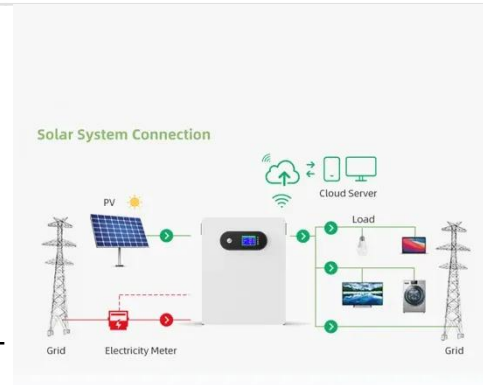 Solar System Connection
Cloud Server
PV
Load
Grid
Electricity Meter
Grid